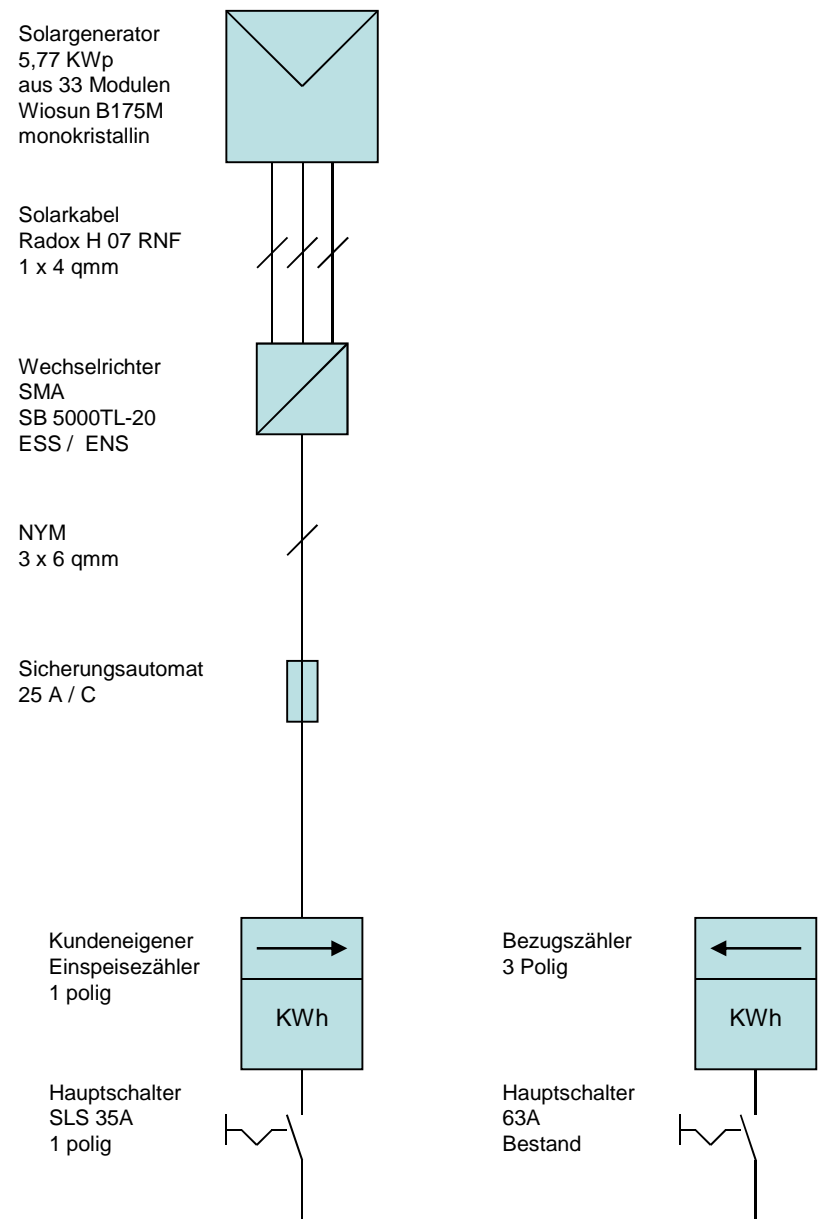 Solargenerator
5,77 KWp
aus 33 Modulen
Wiosun B175M
monokristallin
Solarkabel
Radox H 07 RNF
1 x 4 qmm
Wechselrichter
SMA
SB 5000TL-20
ESS / ENS
NYM
3 x 6 qmm
Sicherungsautomat
25 A / C
Kundeneigener
Einspeisezähler
1 polig
KWh
Bezugszähler
3 Polig
KWh
Hauptschalter
SLS 35A
1 polig
Hauptschalter
63A
Bestand